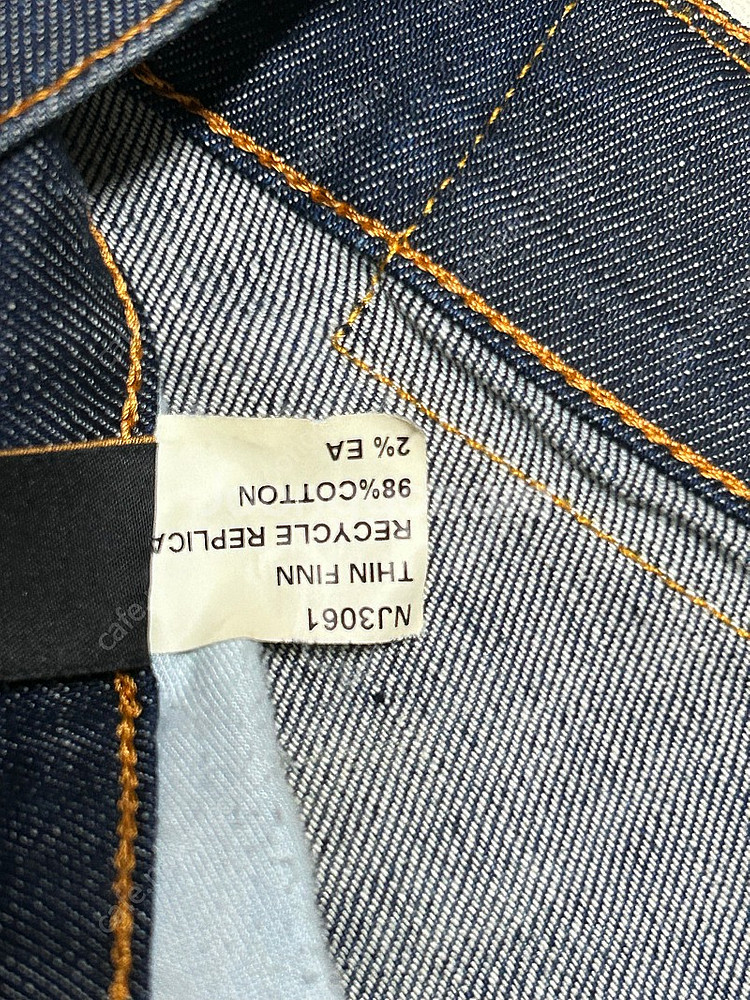 NJ3061
THIN FINN
RECYCLE REPLICA
98%COTTON
2% EA